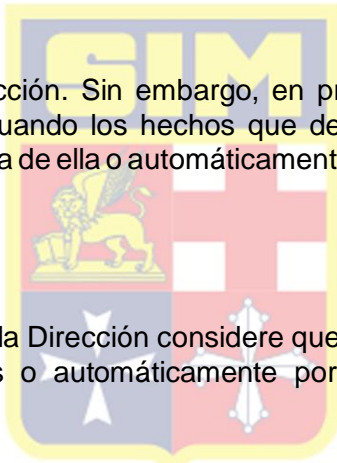 SIM
cción. Sin embargo, en pr
uando los hechos que de
a de ella o automáticament
la Dirección considere que
s o automáticamente por